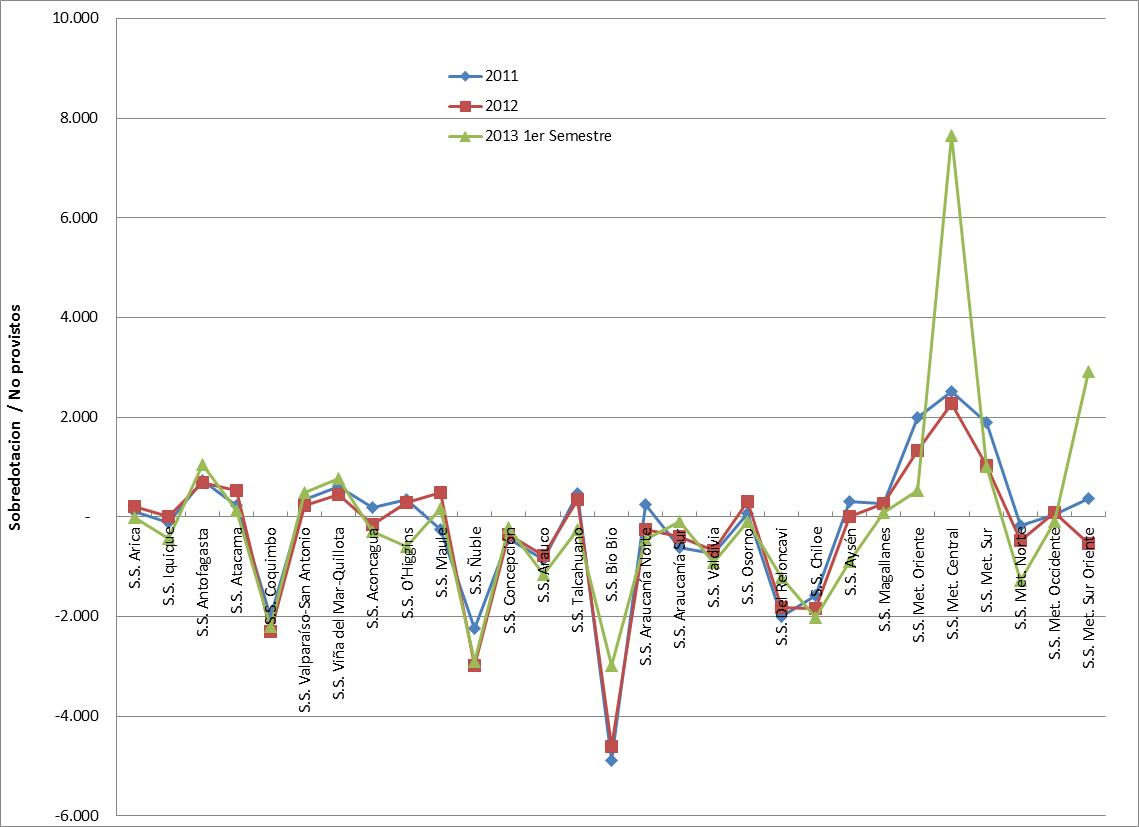 10.000
8.000
6.000
4.000
2.000
-
-2.000
-4.000
-6.000
Sobredotacion / No provistos
2011
2012
2013 1er Semestre
S.S. Arica
S.S. Iquique
S.S. Antofagasta
S.S. Atacama
S.S. Coquimbo
S.S. Valparaíso-San Antonio
S.S. Viña del Mar-Quillota
S.S. Aconcagua
S.S. O'Higins
S.S. Maule
S.S. Ñuble
S.S. Concepción
S.S. Arauco
S.S. Talcahuano
S.S. Bio Bio
S.S. Araucanía Norte
S.S. Araucanía Sur
S.S. Valdivia
S.S. Osorno
S.S. Del Reloncaví
S.S. Chiloe
S.S. Aysén
S.S. Magallanes
S.S. Met. Oriente
S.S. Met. Central
S.S. Met. Sur
S.S. Met. Norte
S.S. Met. Occidente
S.S. Met. Sur Oriente